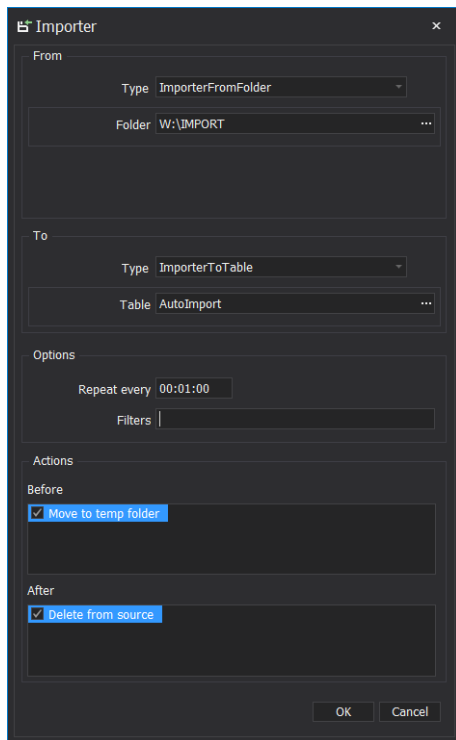 Importer
From
Type ImporterFromFolder
Folder W:\IMPORT ...
To
Type ImporterToTable
Table AutoImport ...
Options
Repeat every 00:01:00
Filters
Actions
Before
Move to temp folder
After
Delete from source
OK Cancel